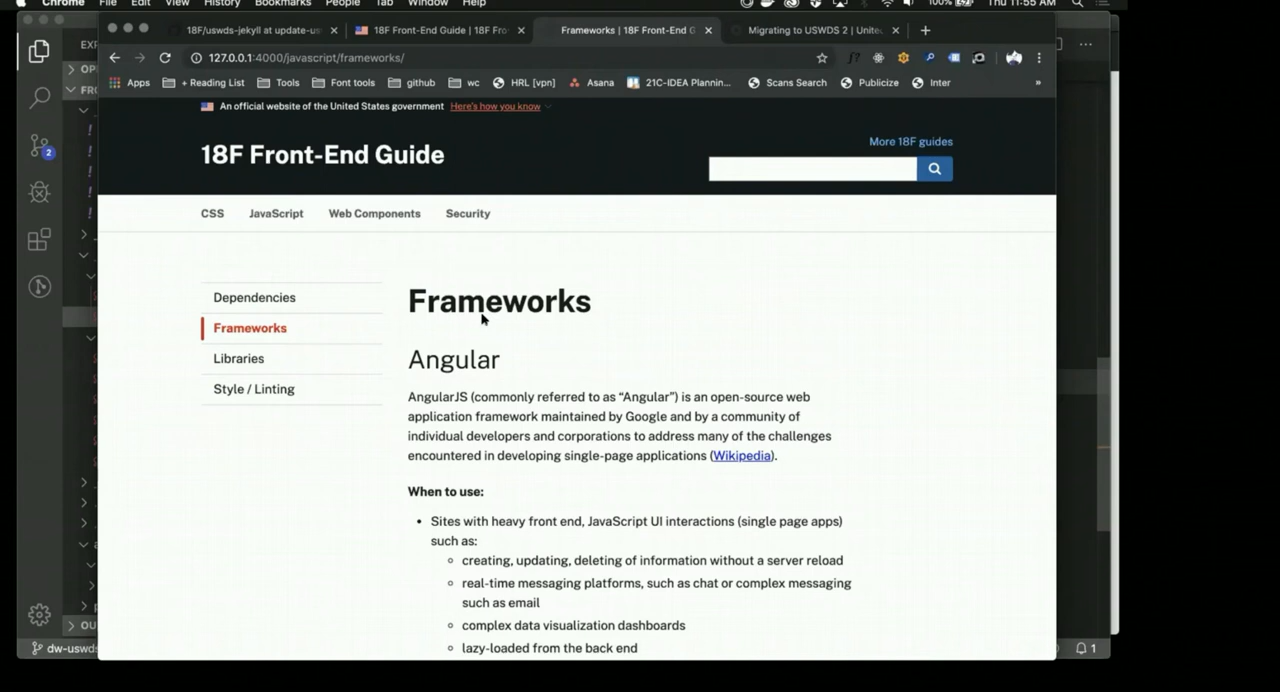 Chrome File Edit View History Bookmarks People Tab Window Help 100% Thu 11:55 AM
18F/uswds-jekyll at update-us 18F Front-End Guide | 18F Fro Frameworks | 18F Front-End G Migrating to USWDS 2 | Unite
127.0.0.1:4000/javascript/frameworks/ f?
Apps + Reading List Tools Font tools github wc HRL [vpn] Asana 21C-IDEA Plannin... Scans Search Publicize Inter »
EXP
OP
FRO
2
OU
An official website of the United States government Here's how you know
18F Front-End Guide
More 18F guides
CSS JavaScript Web Components Security
Dependencies
Frameworks
Libraries
Style / Linting
Frameworks
Angular
AngularJS (commonly referred to as “Angular”) is an open-source web
application framework maintained by Google and by a community of
individual developers and corporations to address many of the challenges
encountered in developing single-page applications (Wikipedia).
When to use:
• Sites with heavy front end, JavaScript UI interactions (single page apps)
such as:
◦ creating, updating, deleting of information without a server reload
◦ real-time messaging platforms, such as chat or complex messaging
such as email
◦ complex data visualization dashboards
◦ lazy-loaded from the back end
dw-uswds 1